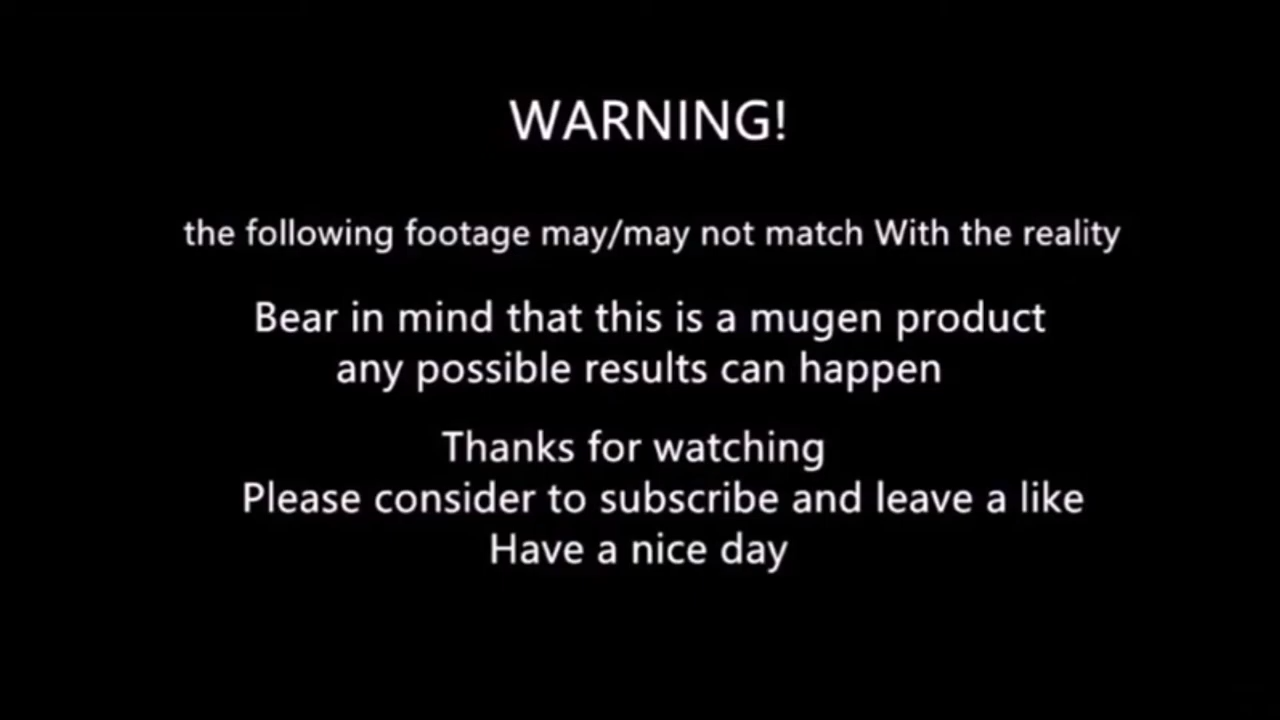 WARNING!
the following footage may/may not match With the reality
Bear in mind that this is a mugen product
any possible results can happen
Thanks for watching
Please consider to subscribe and leave a like
Have a nice day